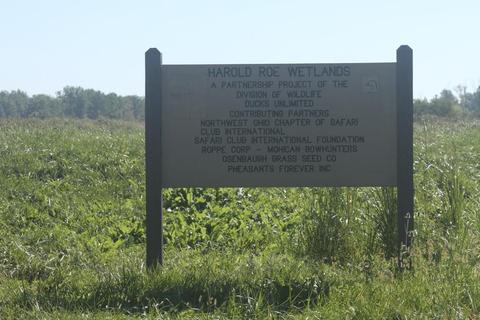 HAROLD ROE WETLANDS
A PARTNERSHIP PROJECT OF THE
DIVISION OF WILDLIFE
DUCKS UNLIMITED
CONTRIBUTING PARTNERS
NORTHWEST OHIO CHAPTER OF SAFARI
CLUB INTERNATIONAL
SAFARI CLUB INTERNATIONAL FOUNDATION
ROPPE CORP - MOHICAN BOWHUNTERS
OSENBAUGH GRASS SEED CO
PHEASANTS FOREVER INC